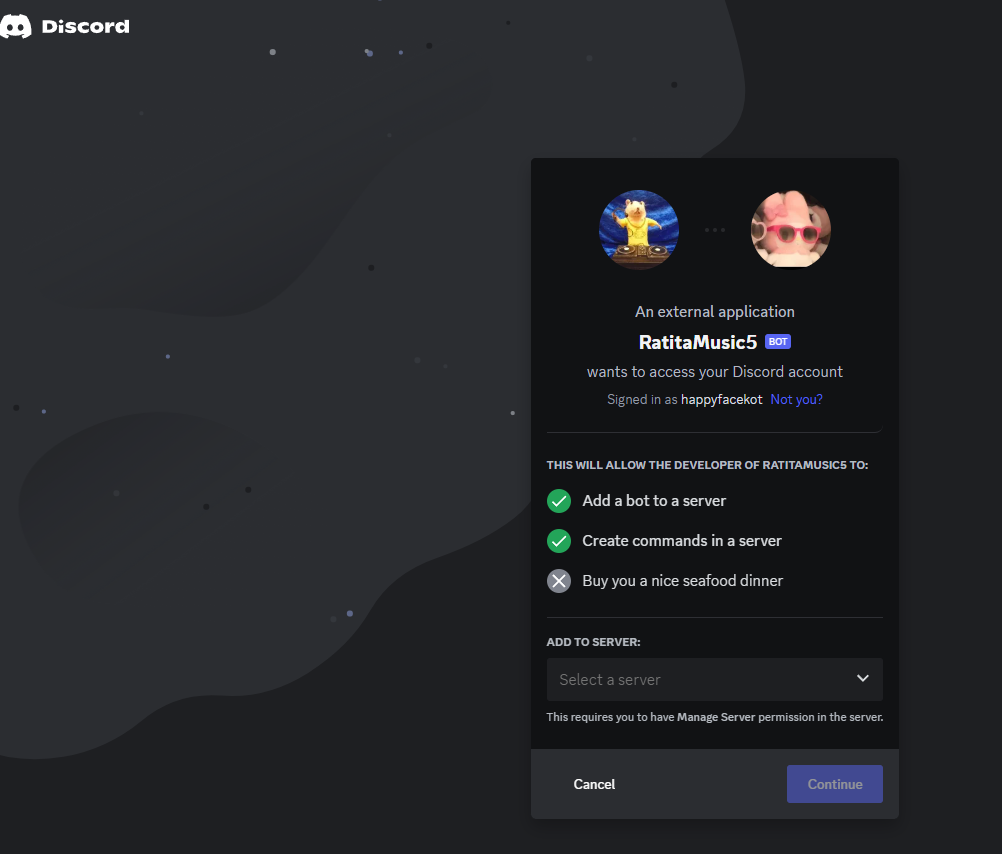 Discord
An external application
RatitaMusic5 BOT
wants to access your Discord account
Signed in as happyfacekot Not you?
THIS WILL ALLOW THE DEVELOPER OF RATITAMUSIC5 TO:
Add a bot to a server
Create commands in a server
Buy you a nice seafood dinner
ADD TO SERVER:
Select a server
This requires you to have Manage Server permission in the server.
Cancel
Continue